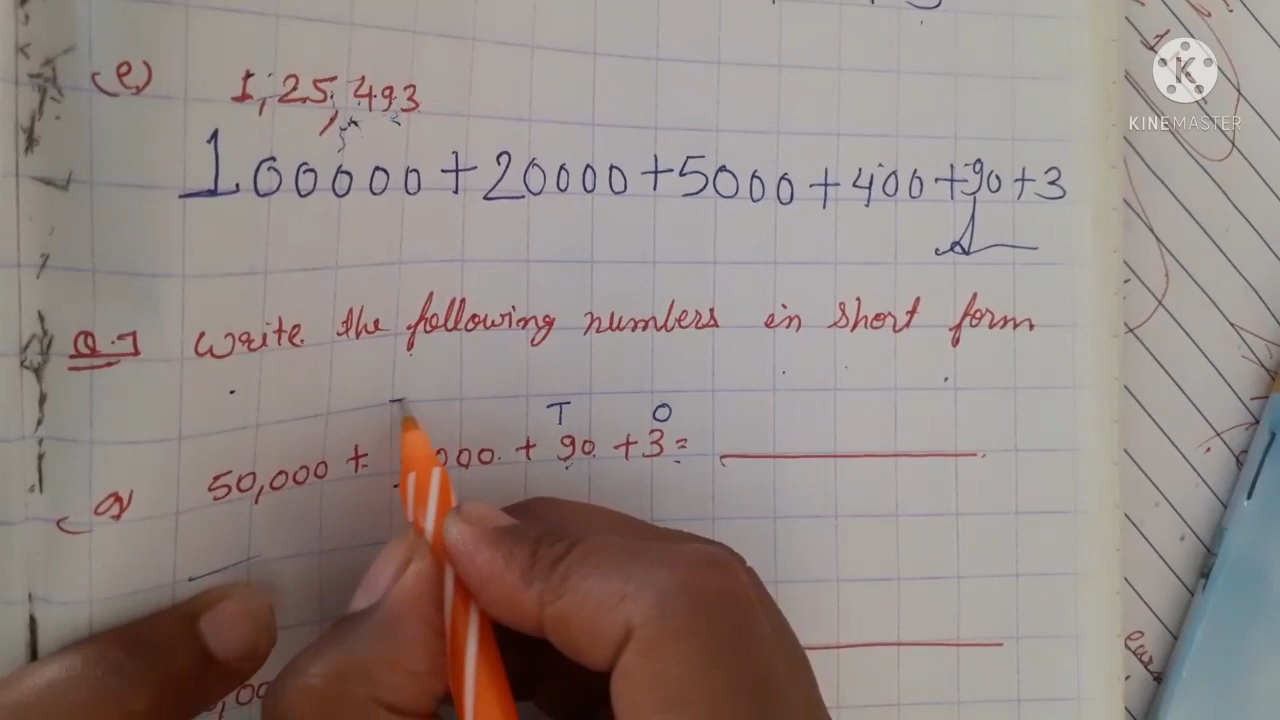 (e) 1,25,493
100000+20000+5000+400+90+3
Q.7 Write the following numbers in short form
T O
(a) 50,000 + 000 + 90 + 3 =
KINEMASTER